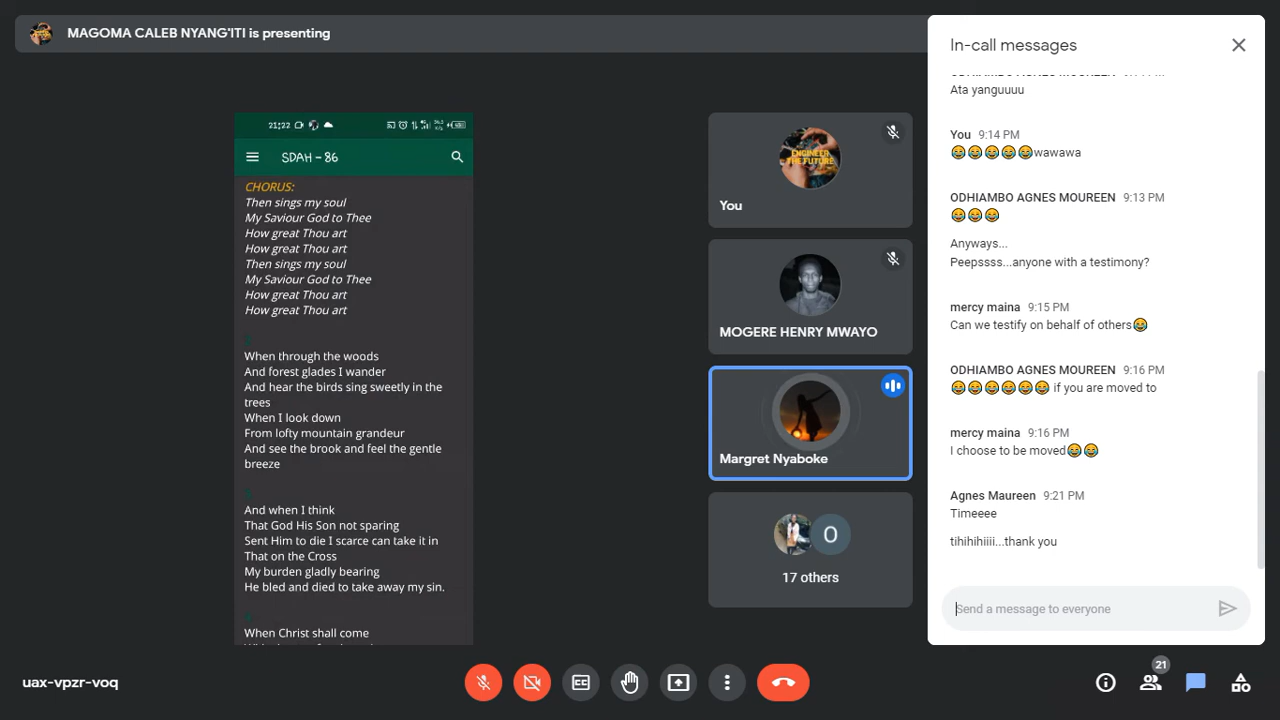 MAGOMA CALEB NYANG'ITI is presenting
21:22
SDAH - 86
CHORUS:
Then sings my soul
My Saviour God to Thee
How great Thou art
How great Thou art
Then sings my soul
My Saviour God to Thee
How great Thou art
How great Thou art
When through the woods
And forest glades I wander
And hear the birds sing sweetly in the
trees
When I look down
From lofty mountain grandeur
And see the brook and feel the gentle
breeze
And when I think
That God His Son not sparing
Sent Him to die I scarce can take it in
That on the Cross
My burden gladly bearing
He bled and died to take away my sin.
When Christ shall come
ENGINEER
THE FUTURE
You
MOGERE HENRY MWAYO
Margret Nyaboke
O
17 others
In-call messages
ODHIAMBO AGNES MOUREEN
Ata yanguuuu
You 9:14 PM
😂😂😂😂😂wawawa
ODHIAMBO AGNES MOUREEN 9:13 PM
😂😂😂
Anyways...
Peepssss...anyone with a testimony?
mercy maina 9:15 PM
Can we testify on behalf of others😂
ODHIAMBO AGNES MOUREEN 9:16 PM
😂😂😂😂😂😂 if you are moved to
mercy maina 9:16 PM
I choose to be moved😂😂
Agnes Maureen 9:21 PM
Timeeee
tihihihiiii...thank you
Send a message to everyone
uax-vpzr-voq
CC
21